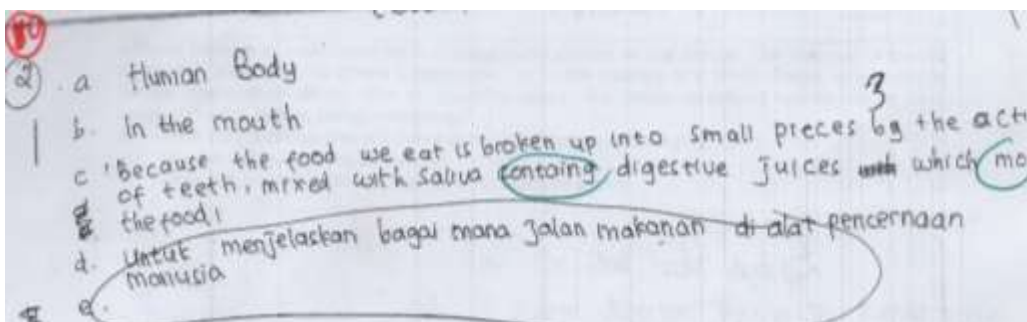 2. a Human Body
3
b. In the mouth
c 'Because the food we eat is broken up into small preces by the act
of teeth, mixed with Saliva containg digestive juices which mo
the food,
d. Untuk menjelaskan bagai mana jalan makanan di alat pencernaan
manusia
e.